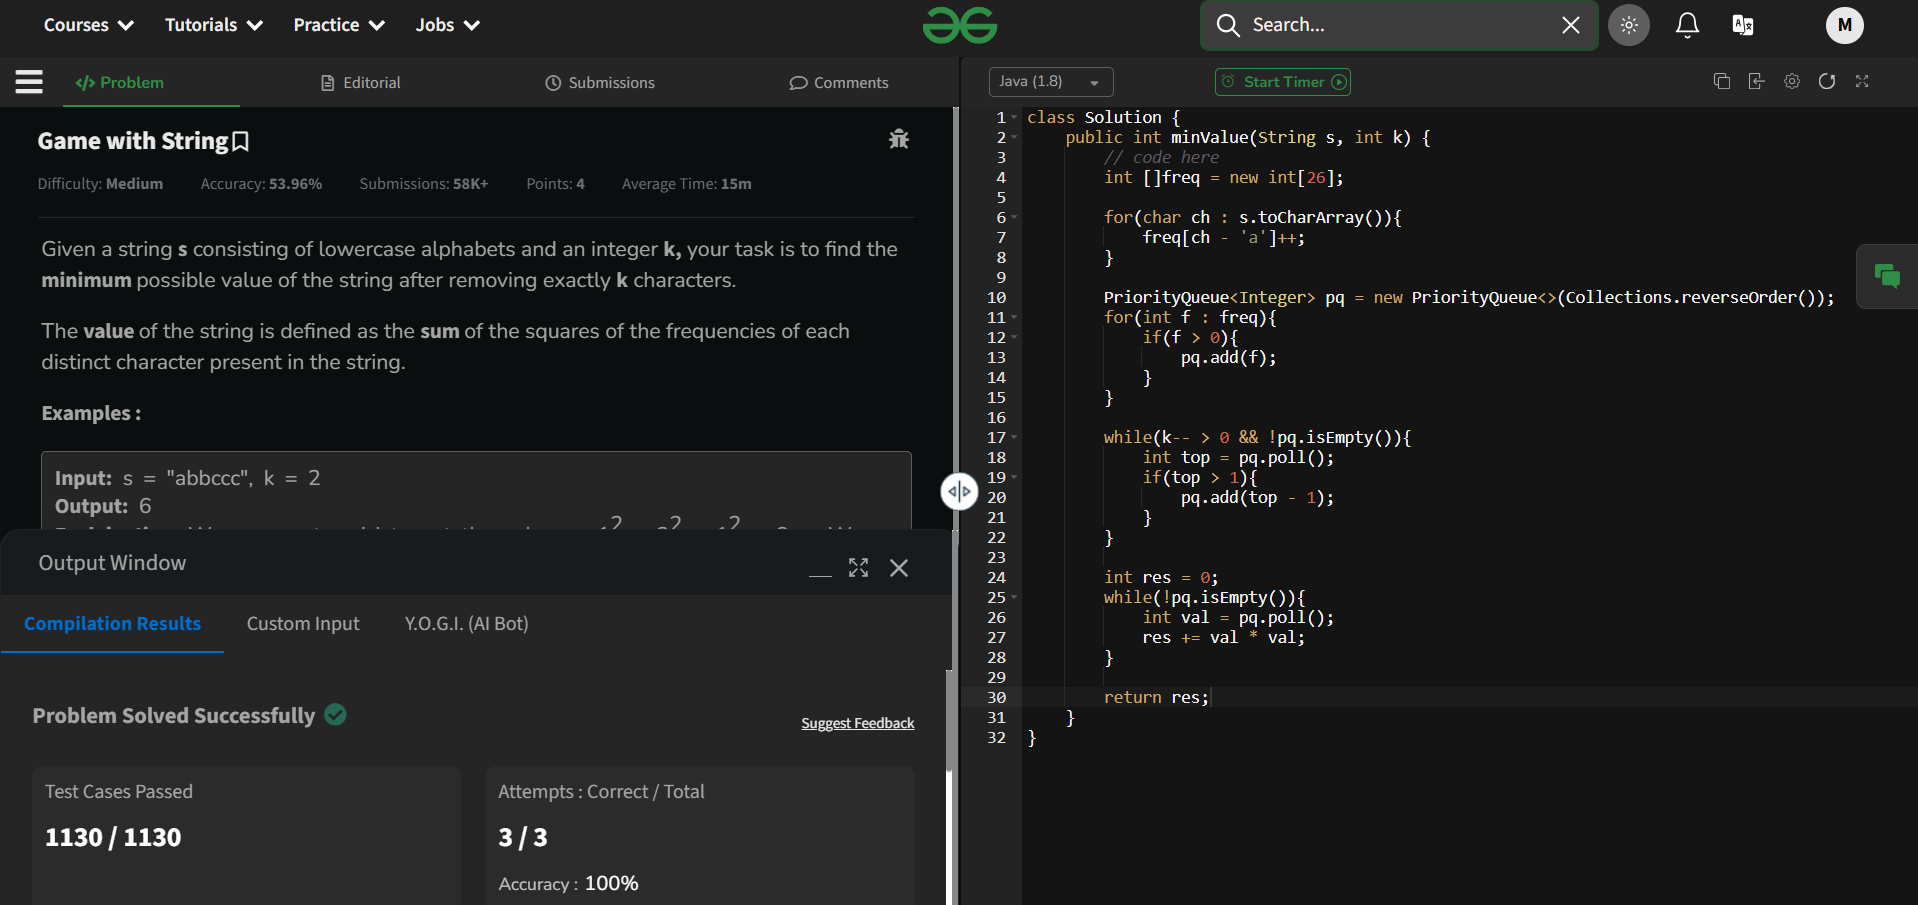 Courses Tutorials Practice Jobs Search... M
Problem Editorial Submissions Comments
Java (1.8) Start Timer
Game with String
Difficulty: Medium Accuracy: 53.96% Submissions: 58K+ Points: 4 Average Time: 15m
Given a string s consisting of lowercase alphabets and an integer k, your task is to find the
minimum possible value of the string after removing exactly k characters.
The value of the string is defined as the sum of the squares of the frequencies of each
distinct character present in the string.
Examples :
Input: s = "abbccc", k = 2
Output: 6
Output Window
Compilation Results Custom Input Y.O.G.I. (AI Bot)
Problem Solved Successfully
Suggest Feedback
Test Cases Passed
1130 / 1130
Attempts : Correct / Total
3 / 3
Accuracy : 100%
1 class Solution {
2 public int minValue(String s, int k) {
3 // code here
4 int []freq = new int[26];
5
6 for(char ch : s.toCharArray()){
7 freq[ch - 'a']++;
8 }
9
10 PriorityQueue<Integer> pq = new PriorityQueue<>(Collections.reverseOrder());
11 for(int f : freq){
12 if(f > 0){
13 pq.add(f);
14 }
15 }
16
17 while(k-- > 0 && !pq.isEmpty()){
18 int top = pq.poll();
19 if(top > 1){
20 pq.add(top - 1);
21 }
22 }
23
24 int res = 0;
25 while(!pq.isEmpty()){
26 int val = pq.poll();
27 res += val * val;
28 }
29
30 return res;
31 }
32 }